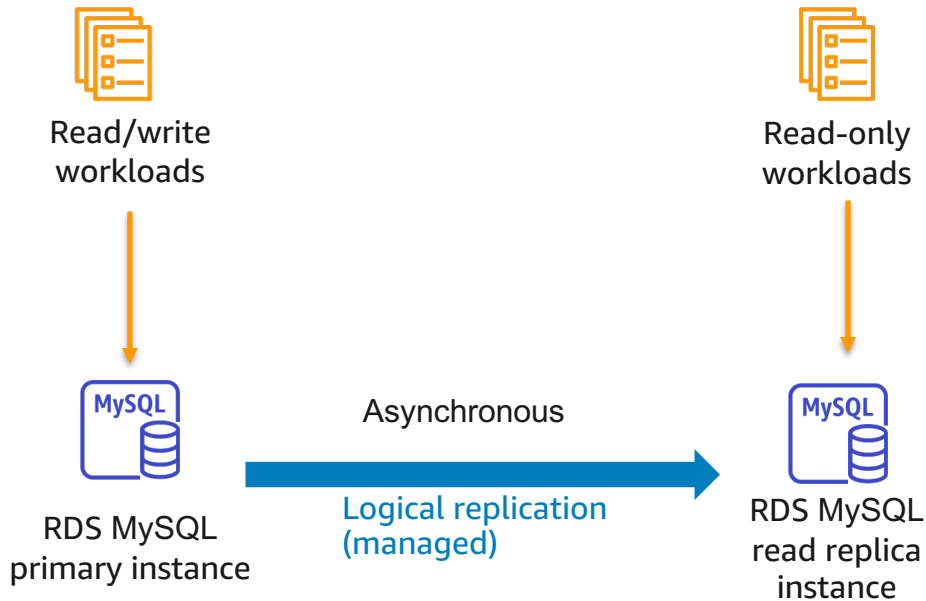 Read/write
workloads
Read-only
workloads
MySQL
Asynchronous
MySQL
Logical replication
(managed)
RDS MySQL
primary instance
RDS MySQL
read replica
instance